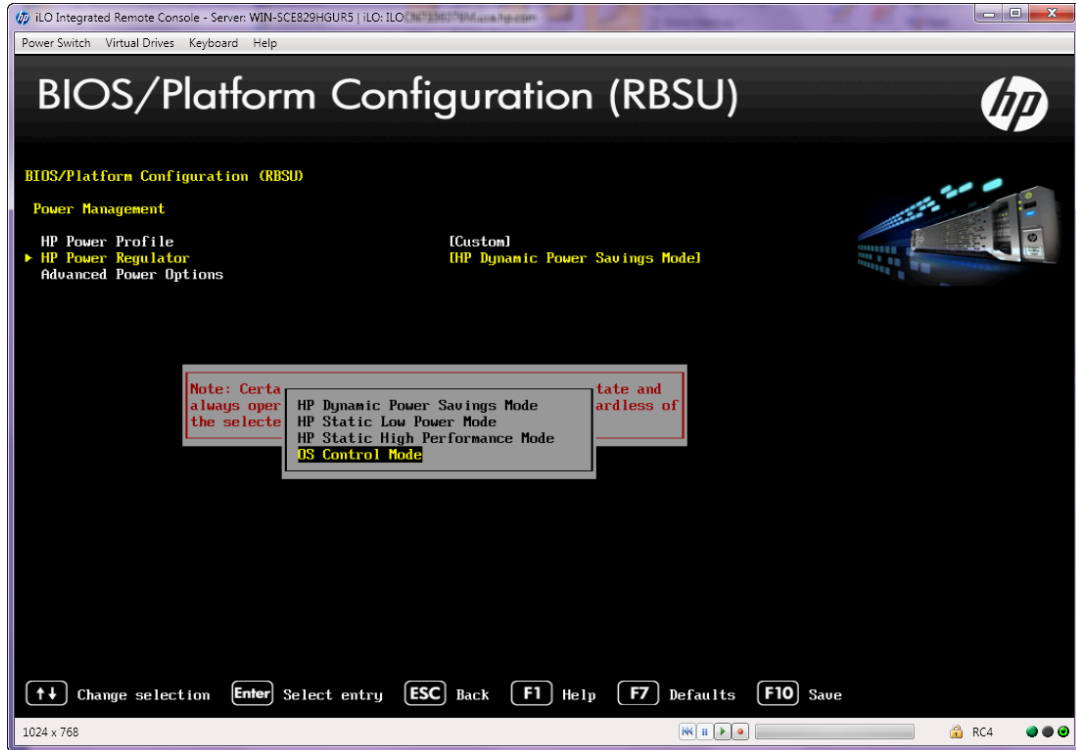 iLO Integrated Remote Console - Server: WIN-SCE829HGUR5 | iLO:
Power Switch Virtual Drives Keyboard Help
BIOS/Platform Configuration (RBSU)
hp
BIOS/Platform Configuration (RBSU)
Power Management
HP Power Profile [Custom]
HP Power Regulator [HP Dynamic Power Savings Mode]
Advanced Power Options
Note: Certa tate and
always oper ardless of
the selecte
HP Dynamic Power Savings Mode
HP Static Low Power Mode
HP Static High Performance Mode
OS Control Mode
Change selection Enter Select entry ESC Back F1 Help F7 Defaults F10 Save
1024 x 768 RC4